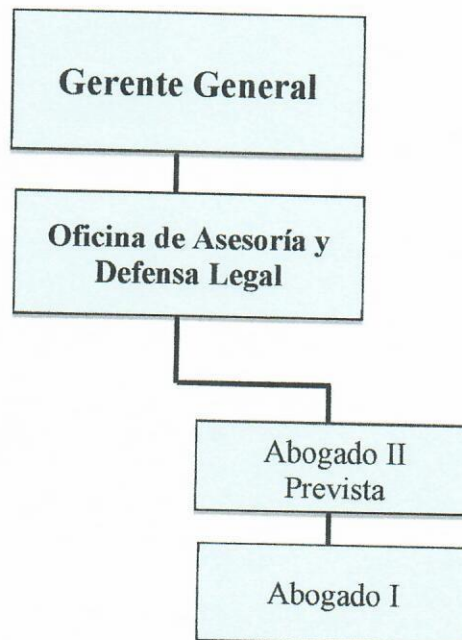 Gerente General
Oficina de Asesoría y
Defensa Legal
Abogado II
Prevista
Abogado I